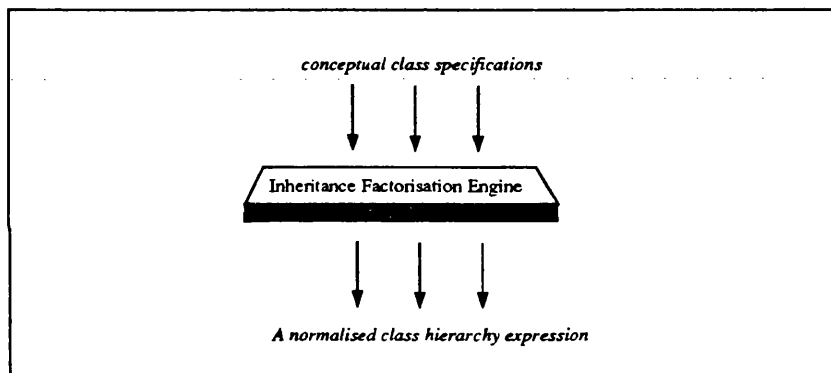 conceptual class specifications
Inheritance Factorisation Engine
A normalised class hierarchy expression